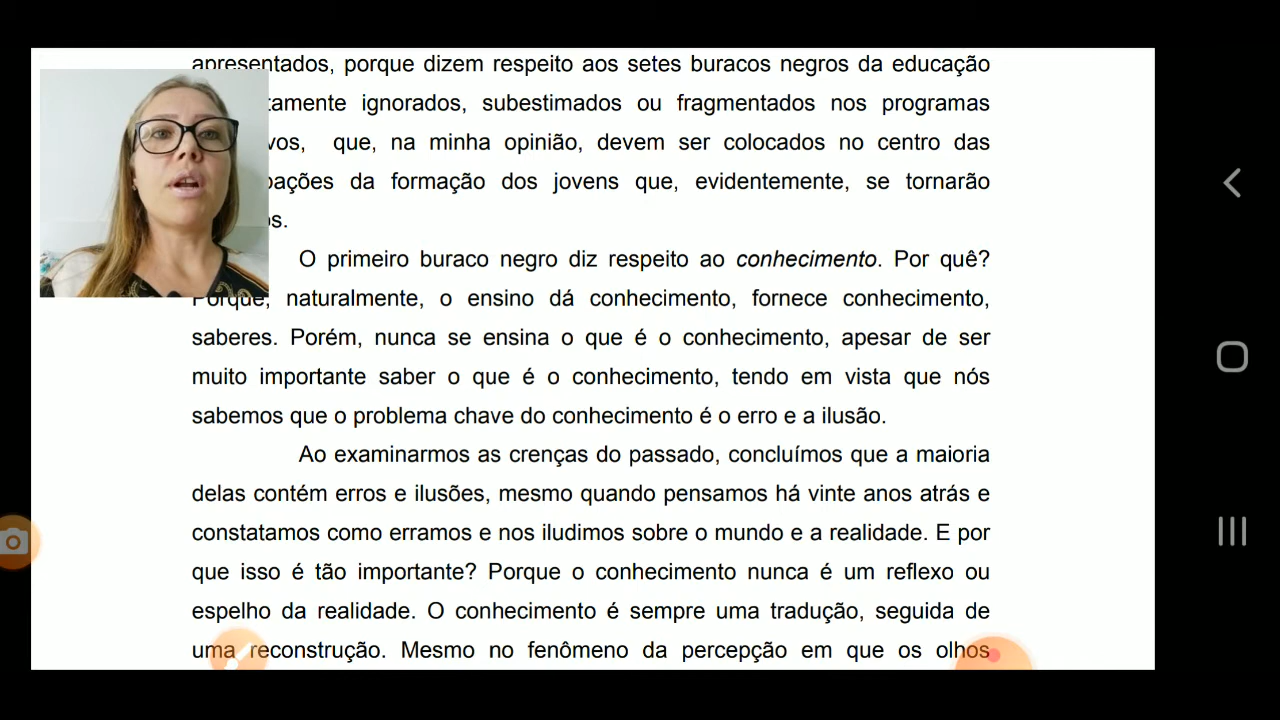 apresentados, porque dizem respeito aos setes buracos negros da educação
tamente ignorados, subestimados ou fragmentados nos programas
vos, que, na minha opinião, devem ser colocados no centro das
pações da formação dos jovens que, evidentemente, se tornarão
s.
O primeiro buraco negro diz respeito ao conhecimento. Por quê?
Porque, naturalmente, o ensino dá conhecimento, fornece conhecimento,
saberes. Porém, nunca se ensina o que é o conhecimento, apesar de ser
muito importante saber o que é o conhecimento, tendo em vista que nós
sabemos que o problema chave do conhecimento é o erro e a ilusão.
Ao examinarmos as crenças do passado, concluímos que a maioria
delas contém erros e ilusões, mesmo quando pensamos há vinte anos atrás e
constatamos como erramos e nos iludimos sobre o mundo e a realidade. E por
que isso é tão importante? Porque o conhecimento nunca é um reflexo ou
espelho da realidade. O conhecimento é sempre uma tradução, seguida de
uma reconstrução. Mesmo no fenômeno da percepção em que os olhos